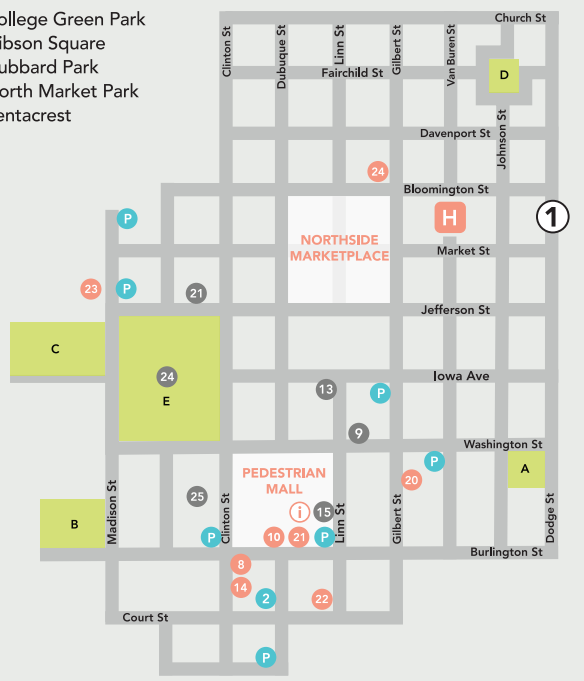 ollege Green Park
ibson Square
ubbard Park
orth Market Park
entacrest
Church St
Clinton St
Dubuque St
Linn St
Gilbert St
Van Buren St
Fairchild St
D
Davenport St
Johnson St
24
Bloomington St
P
H
1
NORTHSIDE
MARKETPLACE
Market St
23
P
21
Jefferson St
C
24
E
13
P
Iowa Ave
9
Washington St
PEDESTRIAN
MALL
P
20
A
25
i
15
B
Madison St
Clinton St
Linn St
Gilbert St
Dodge St
P
10
21
P
Burlington St
8
14
2
22
Court St
P